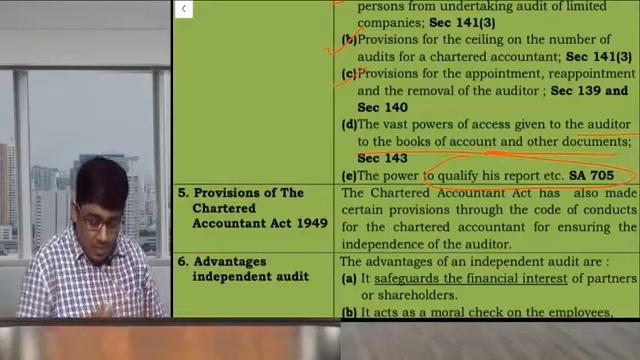 persons from undertaking audit of limited
companies; Sec 141(3)
(b) Provisions for the ceiling on the number of
audits for a chartered accountant; Sec 141(3)
(c) Provisions for the appointment, reappointment
and the removal of the auditor ; Sec 139 and
Sec 140
(d) The vast powers of access given to the auditor
to the books of account and other documents;
Sec 143
(e) The power to qualify his report etc. SA 705
5. Provisions of The
Chartered
Accountant Act 1949
The Chartered Accountant Act has also made
certain provisions through the code of conducts
for the chartered accountant for ensuring the
independence of the auditor.
6. Advantages
independent audit
The advantages of an independent audit are :
(a) It safeguards the financial interest of partners
or shareholders.
(b) It acts as a moral check on the employees,